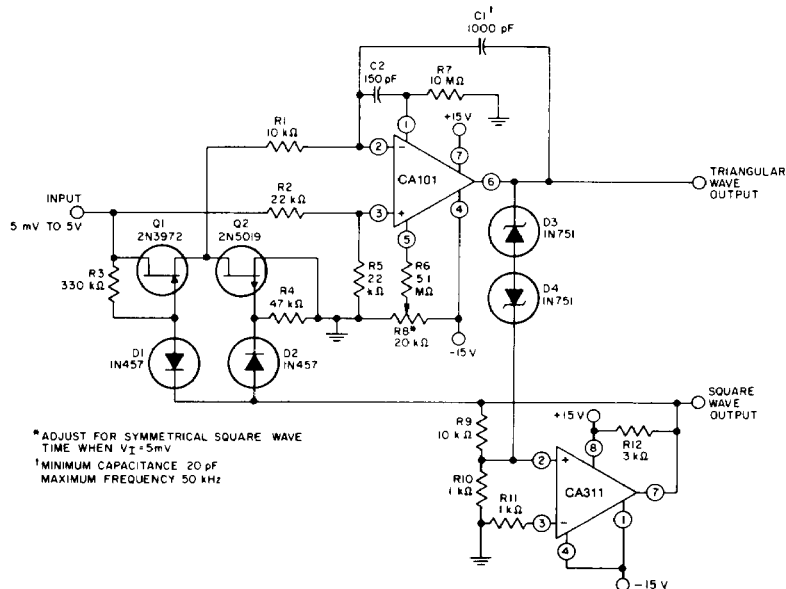 C1†
1000 pF
C2
150 pF
R7
10 MΩ
+15 V
R1
10 kΩ
1
2
−
7
CA101
6
TRIANGULAR
WAVE
OUTPUT
INPUT
5 mV TO 5V
R2
22 kΩ
3
+
4
5
Q1
2N3972
Q2
2N5019
D3
1N751
R3
330 kΩ
R4
47 kΩ
R5
22
kΩ
R6
5.1
MΩ
D4
1N751
R8*
20 kΩ
−15 V
D1
1N457
D2
1N457
SQUARE
WAVE
OUTPUT
R9
10 kΩ
+15 V
8
R12
3 kΩ
* ADJUST FOR SYMMETRICAL SQUARE WAVE
TIME WHEN VI = 5mV
† MINIMUM CAPACITANCE 20 pF
MAXIMUM FREQUENCY 50 kHz
2
+
R10
1 kΩ
R11
1 kΩ
CA311
7
3
−
1
4
−15 V